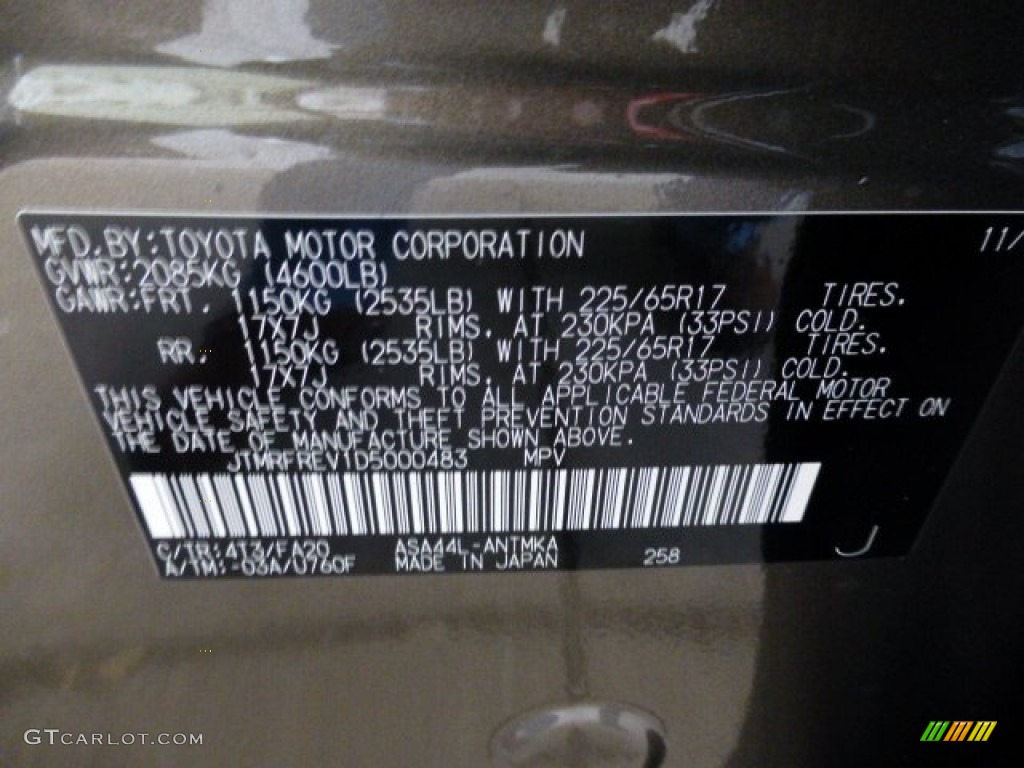 MFD.BY:TOYOTA MOTOR CORPORATION 11/
GVWR:2085KG (4600LB)
GAWR:FRT. 1150KG (2535LB) WITH 225/65R17 TIRES.
17X7J RIMS, AT 230KPA (33PSI) COLD.
RR. 1150KG (2535LB) WITH 225/65R17 TIRES.
17X7J RIMS, AT 230KPA (33PSI) COLD.
THIS VEHICLE CONFORMS TO ALL APPLICABLE FEDERAL MOTOR
VEHICLE SAFETY AND THEFT PREVENTION STANDARDS IN EFFECT ON
THE DATE OF MANUFACTURE SHOWN ABOVE.
JTMRFREV1D5000483 MPV
C/TR:4T3/FA20 ASA44L-ANTMKA 258 J
A/TM:-03A/U760F MADE IN JAPAN
GTCARLOT.COM